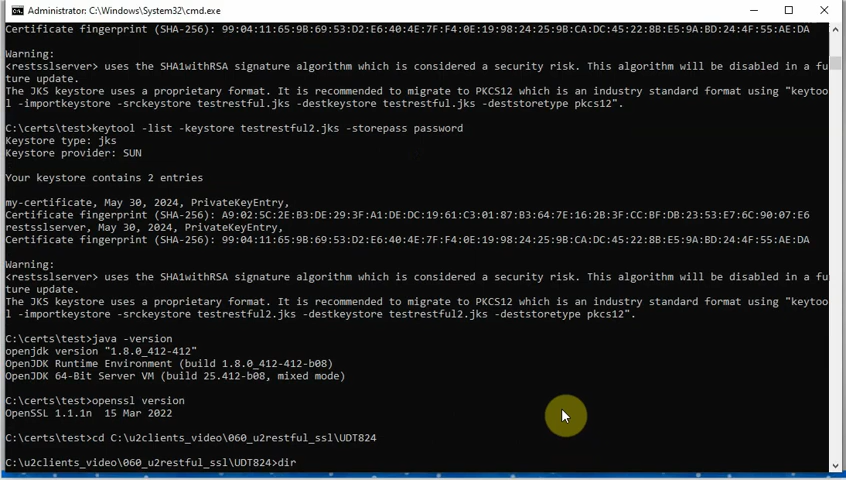 Administrator: C:\Windows\System32\cmd.exe
Certificate fingerprint (SHA-256): 99:04:11:65:9B:69:53:D2:E6:40:4E:7F:F4:0E:19:98:24:25:9B:CA:DC:45:22:8B:E5:9A:BD:24:4F:55:AE:DA
Warning:
<restsslserver> uses the SHA1withRSA signature algorithm which is considered a security risk. This algorithm will be disabled in a fu
ture update.
The JKS keystore uses a proprietary format. It is recommended to migrate to PKCS12 which is an industry standard format using "keytoo
l -importkeystore -srckeystore testrestful.jks -destkeystore testrestful.jks -deststoretype pkcs12".
C:\certs\test>keytool -list -keystore testrestful2.jks -storepass password
Keystore type: jks
Keystore provider: SUN
Your keystore contains 2 entries
my-certificate, May 30, 2024, PrivateKeyEntry,
Certificate fingerprint (SHA-256): A9:02:5C:2E:B3:DE:29:3F:A1:DE:DC:19:61:C3:01:87:B3:64:7E:16:2B:3F:CC:BF:DB:23:53:E7:6C:90:07:E6
restsslserver, May 30, 2024, PrivateKeyEntry,
Certificate fingerprint (SHA-256): 99:04:11:65:9B:69:53:D2:E6:40:4E:7F:F4:0E:19:98:24:25:9B:CA:DC:45:22:8B:E5:9A:BD:24:4F:55:AE:DA
Warning:
<restsslserver> uses the SHA1withRSA signature algorithm which is considered a security risk. This algorithm will be disabled in a fu
ture update.
The JKS keystore uses a proprietary format. It is recommended to migrate to PKCS12 which is an industry standard format using "keytoo
l -importkeystore -srckeystore testrestful2.jks -destkeystore testrestful2.jks -deststoretype pkcs12".
C:\certs\test>java -version
openjdk version "1.8.0_412-412"
OpenJDK Runtime Environment (build 1.8.0_412-412-b08)
OpenJDK 64-Bit Server VM (build 25.412-b08, mixed mode)
C:\certs\test>openssl version
OpenSSL 1.1.1n  15 Mar 2022
C:\certs\test>cd C:\u2clients_video\060_u2restful_ssl\UDT824
C:\u2clients_video\060_u2restful_ssl\UDT824>dir